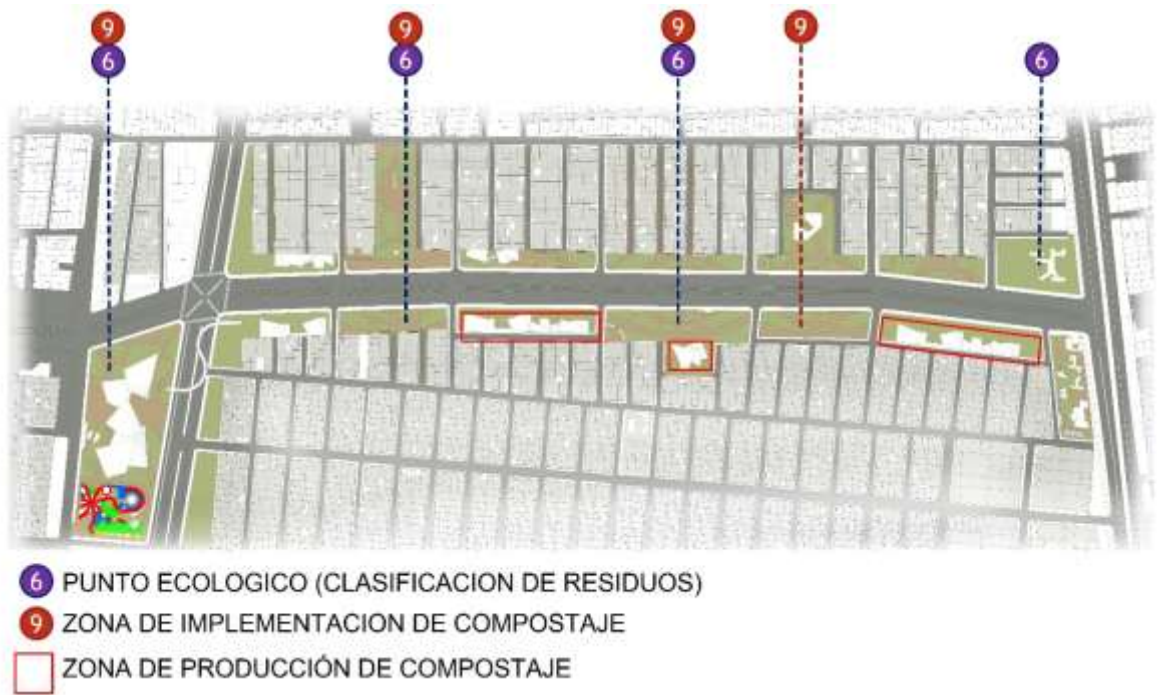 9 9 9 9
6 6 6 6
6 PUNTO ECOLOGICO (CLASIFICACION DE RESIDUOS)
9 ZONA DE IMPLEMENTACION DE COMPOSTAJE
ZONA DE PRODUCCIÓN DE COMPOSTAJE